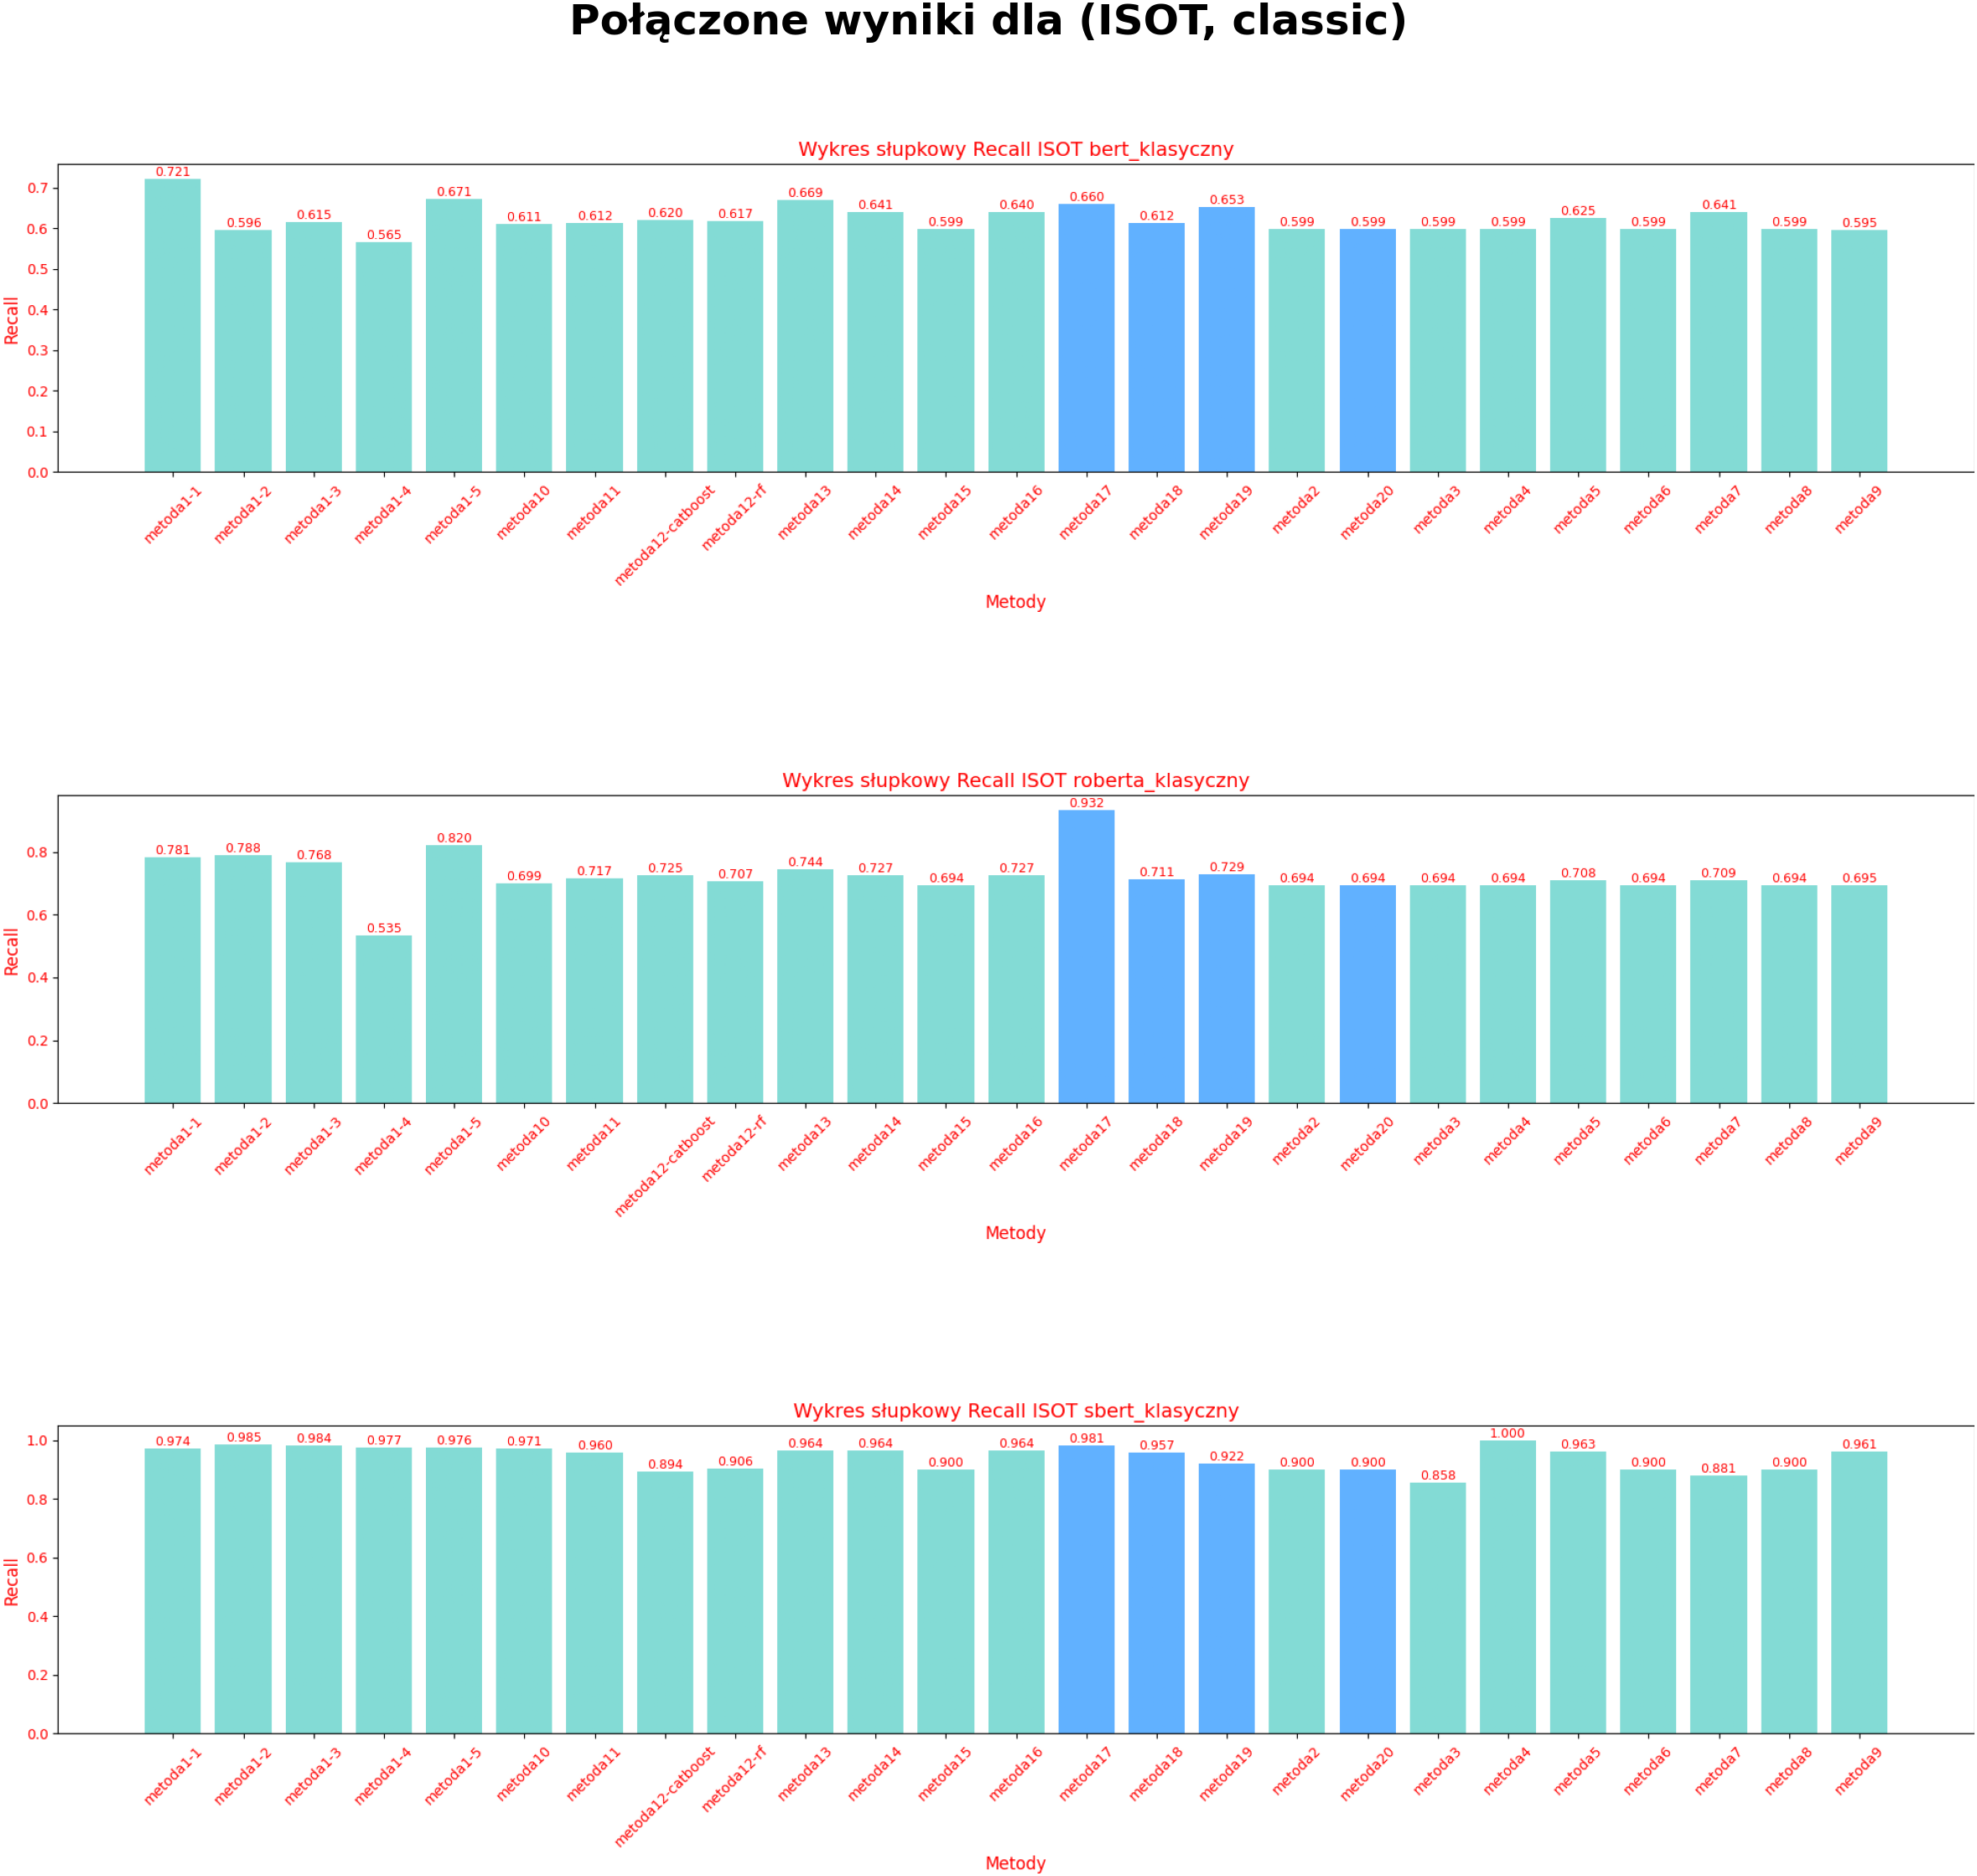 Połączone wyniki dla (ISOT, classic)
Wykres słupkowy Recall ISOT bert_klasyczny
0.721 0.596 0.615 0.565 0.671 0.611 0.612 0.620 0.617 0.669 0.641 0.599 0.640 0.660 0.612 0.653 0.599 0.599 0.599 0.599 0.625 0.599 0.641 0.599 0.595
0.7
0.6
0.5
0.4
0.3
0.2
0.1
0.0
Recall
metoda1-1 metoda1-2 metoda1-3 metoda1-4 metoda1-5 metoda10 metoda11 metoda12-catboost metoda12-rf metoda13 metoda14 metoda15 metoda16 metoda17 metoda18 metoda19 metoda2 metoda20 metoda3 metoda4 metoda5 metoda6 metoda7 metoda8 metoda9
Metody
Wykres słupkowy Recall ISOT roberta_klasyczny
0.781 0.788 0.768 0.535 0.820 0.699 0.717 0.725 0.707 0.744 0.727 0.694 0.727 0.932 0.711 0.729 0.694 0.694 0.694 0.694 0.708 0.694 0.709 0.694 0.695
0.8
0.6
0.4
0.2
0.0
Recall
metoda1-1 metoda1-2 metoda1-3 metoda1-4 metoda1-5 metoda10 metoda11 metoda12-catboost metoda12-rf metoda13 metoda14 metoda15 metoda16 metoda17 metoda18 metoda19 metoda2 metoda20 metoda3 metoda4 metoda5 metoda6 metoda7 metoda8 metoda9
Metody
Wykres słupkowy Recall ISOT sbert_klasyczny
0.974 0.985 0.984 0.977 0.976 0.971 0.960 0.894 0.906 0.964 0.964 0.900 0.964 0.981 0.957 0.922 0.900 0.900 0.858 1.000 0.963 0.900 0.881 0.900 0.961
1.0
0.8
0.6
0.4
0.2
0.0
Recall
metoda1-1 metoda1-2 metoda1-3 metoda1-4 metoda1-5 metoda10 metoda11 metoda12-catboost metoda12-rf metoda13 metoda14 metoda15 metoda16 metoda17 metoda18 metoda19 metoda2 metoda20 metoda3 metoda4 metoda5 metoda6 metoda7 metoda8 metoda9
Metody